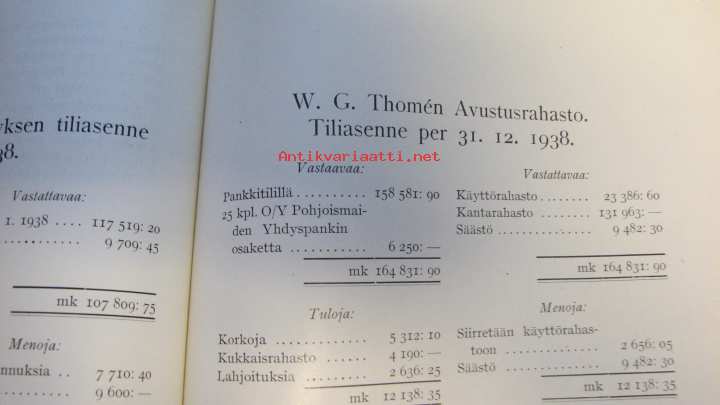 yksen tiliasenne
38.
Vastattavaa:
1. 1938 .... 117 519: 20
........... 9 709: 45
mk 107 809: 75
Menoja:
nnuksia .. 7 710: 40
........... 9 600: —
W. G. Thomén Avustusrahasto.
Tiliasenne per 31. 12. 1938.
Antikvariaatti.net
Vastaavaa:
Pankkitilillä .......... 158 581: 90
25 kpl. O/Y Pohjoismai-
den Yhdyspankin
osaketta ........... 6 250: —
mk 164 831: 90
Vastattavaa:
Käyttörahasto........ 23 386: 60
Kantarahasto........ 131 963: —
Säästö .............. 9 482: 30
mk 164 831: 90
Tuloja:
Korkoja ............. 5 312: 10
Kukkaisrahasto...... 4 190: —
Lahjoituksia ......... 2 636: 25
mk 12 138: 35
Menoja:
Siirretään käyttörahas-
toon .............. 2 656: 05
Säästö .............. 9 482: 30
mk 12 138: 35